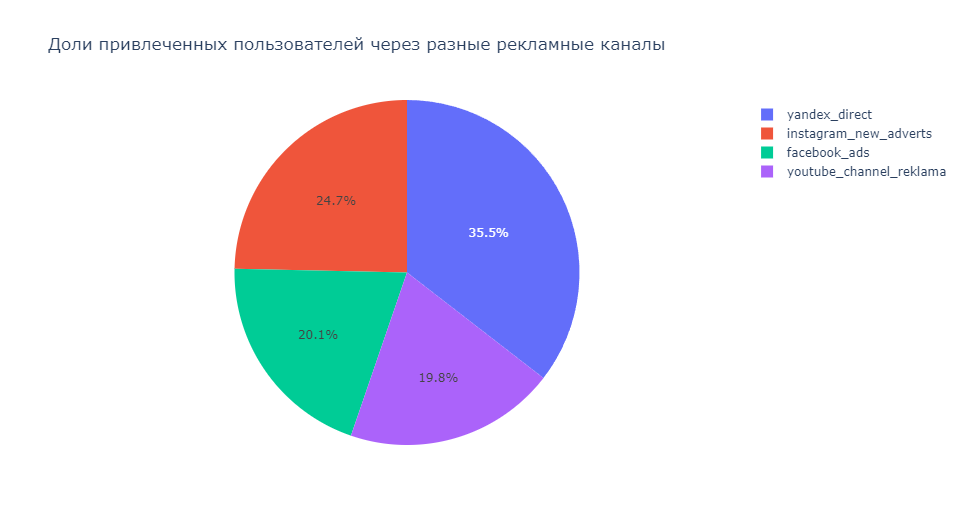 Доли привлеченных пользователей через разные рекламные каналы
yandex_direct
instagram_new_adverts
facebook_ads
youtube_channel_reklama
24.7%
35.5%
20.1%
19.8%